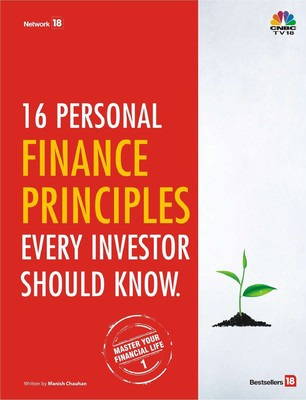 Network 18
CNBC
TV18
16 PERSONAL
FINANCE
PRINCIPLES
EVERY INVESTOR
SHOULD KNOW.
MASTER YOUR
FINANCIAL LIFE
1
Written by Manish Chauhan
Bestsellers 18